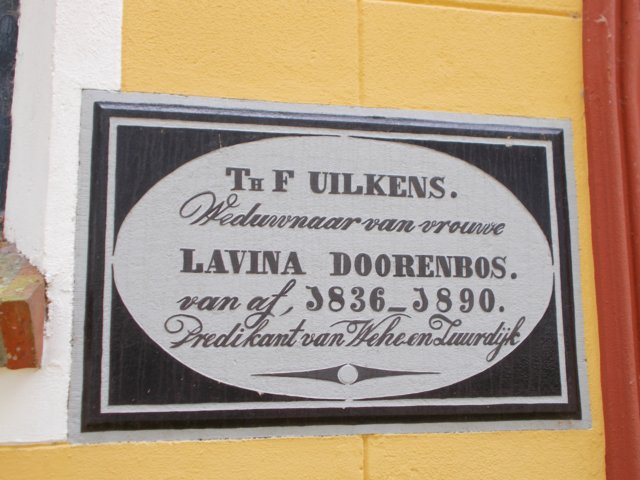 TH F UILKENS.
Weduwnaar van vrouwe
LAVINA DOORENBOS.
van af, 1836_1890.
Predikant van Wehe en Zuurdijk